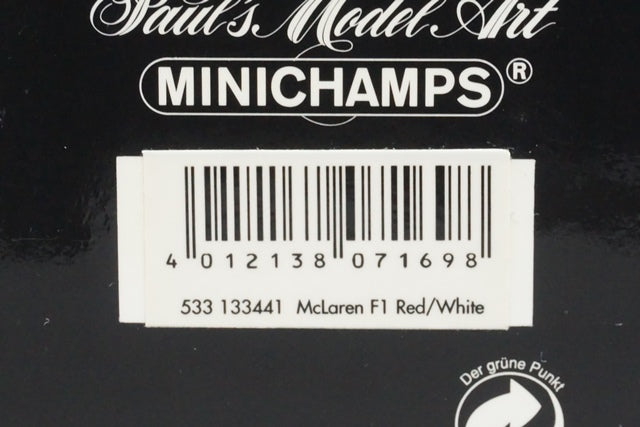 Paul's Model Art
MINICHAMPS®
4 012138 071698
533 133441 McLaren F1 Red/White
Der grüne Punkt